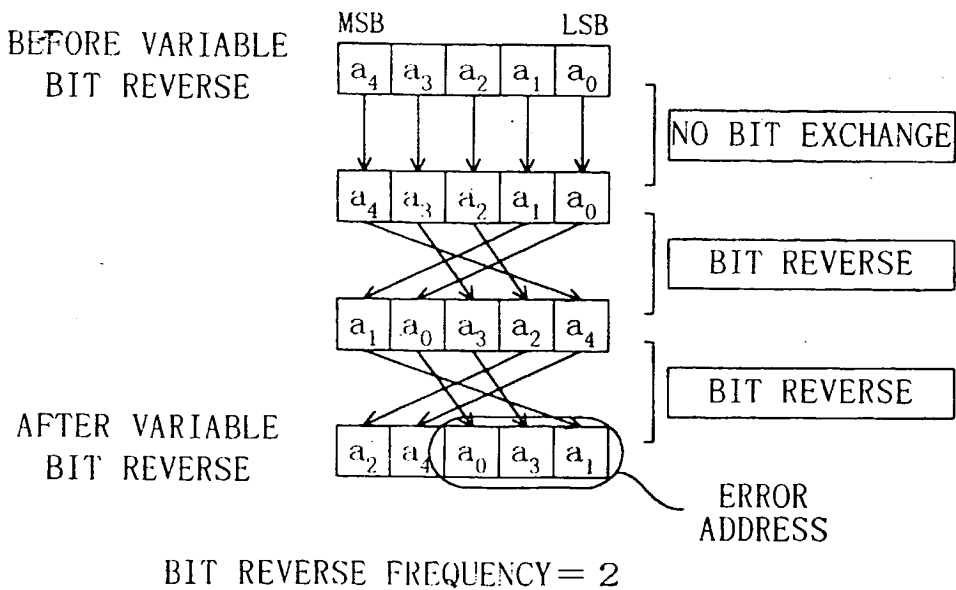 MSB LSB
BEFORE VARIABLE
BIT REVERSE
a4 a3 a2 a1 a0
NO BIT EXCHANGE
a4 a3 a2 a1 a0
BIT REVERSE
a1 a0 a3 a2 a4
BIT REVERSE
AFTER VARIABLE
BIT REVERSE
a2 a4 a0 a3 a1
ERROR
ADDRESS
BIT REVERSE FREQUENCY = 2